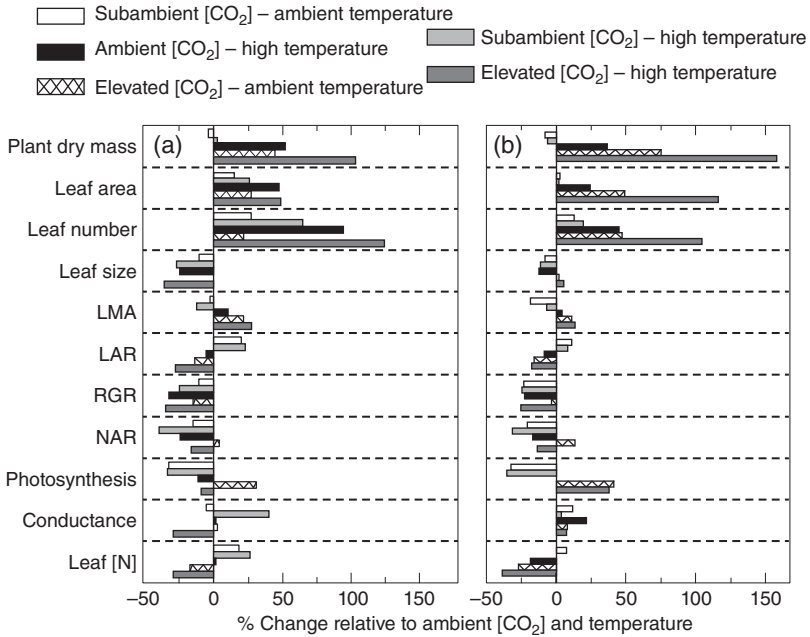 Subambient [CO₂] – ambient temperature
Ambient [CO₂] – high temperature
Elevated [CO₂] – ambient temperature
Subambient [CO₂] – high temperature
Elevated [CO₂] – high temperature
(a)
(b)
Plant dry mass
Leaf area
Leaf number
Leaf size
LMA
LAR
RGR
NAR
Photosynthesis
Conductance
Leaf [N]
–50 0 50 100 150 –50 0 50 100 150
% Change relative to ambient [CO₂] and temperature